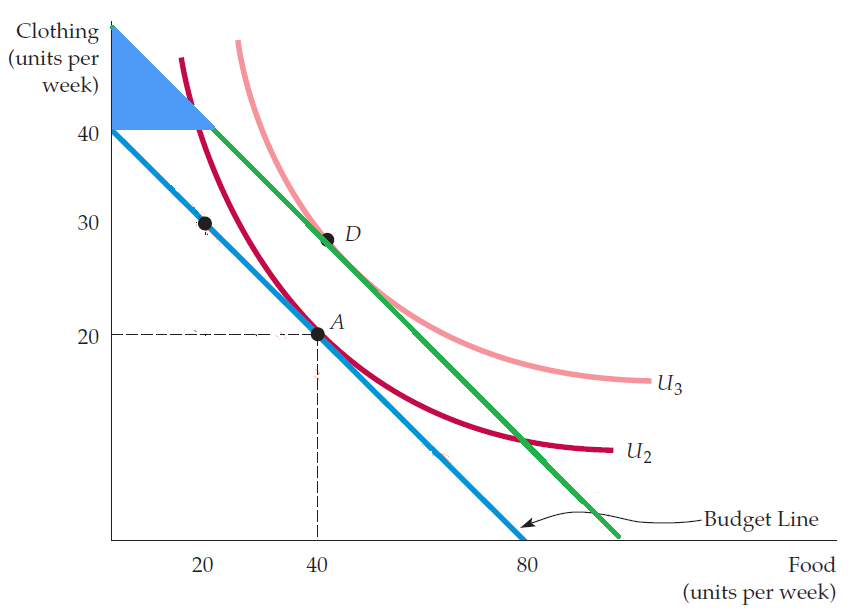 Clothing
(units per
week)
40
30
20
D
A
U3
U2
Budget Line
20
40
80
Food
(units per week)